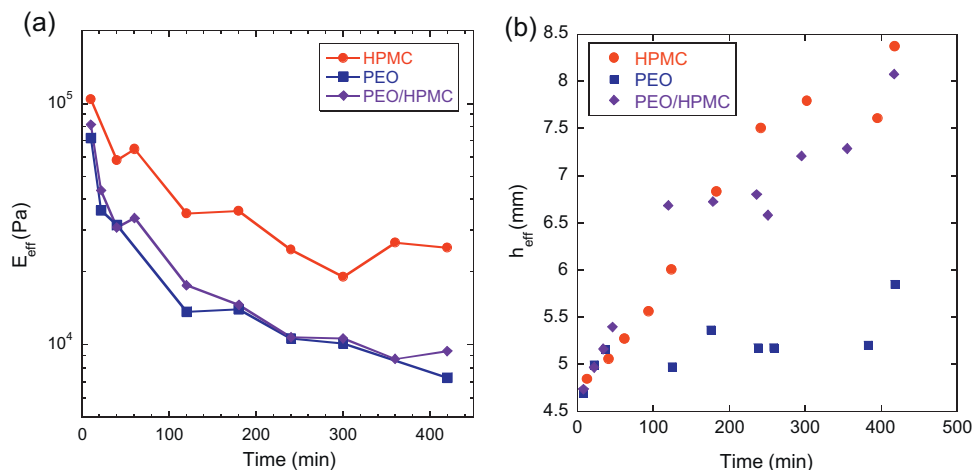 (a)
HPMC
PEO
PEO/HPMC
10^5
10^4
E_eff (Pa)
0 100 200 300 400
Time (min)
(b)
HPMC
PEO
PEO/HPMC
8.5
8
7.5
7
6.5
6
5.5
5
4.5
h_eff (mm)
0 100 200 300 400 500
Time (min)